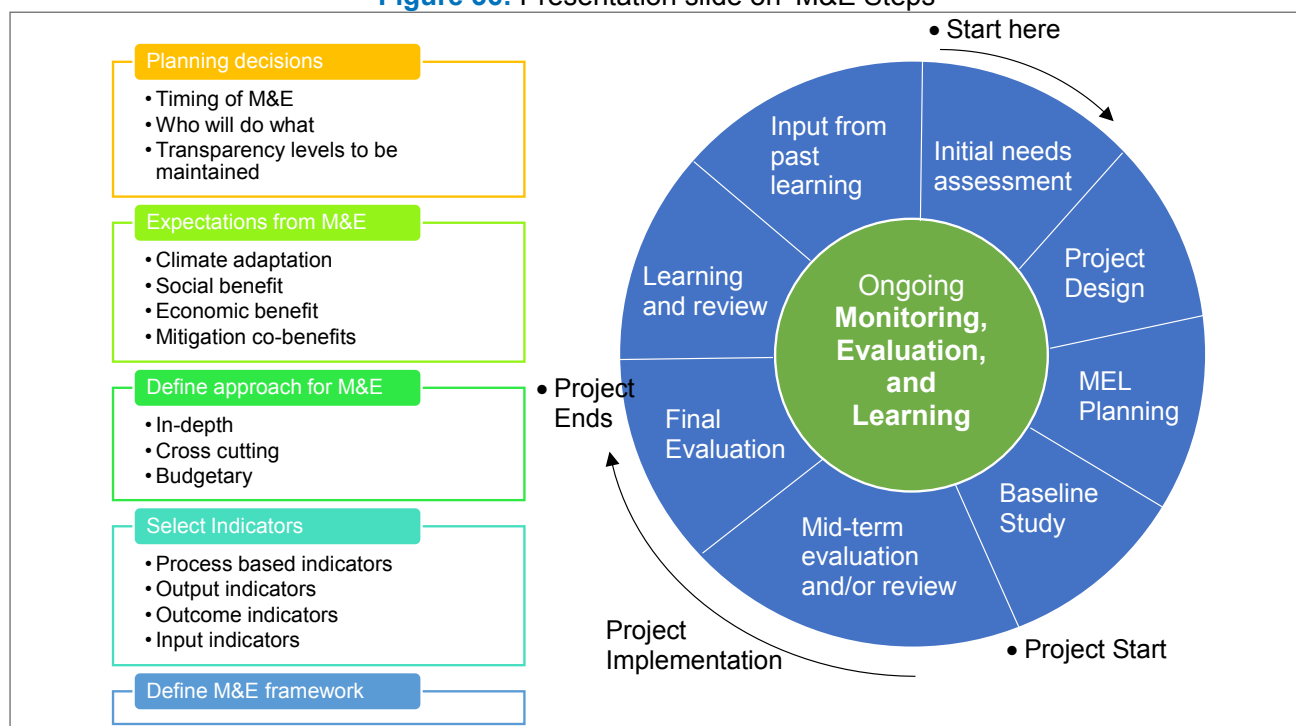 Figure 50: Presentation slide on M&E Steps
Planning decisions
• Timing of M&E
• Who will do what
• Transparency levels to be
maintained
Expectations from M&E
• Climate adaptation
• Social benefit
• Economic benefit
• Mitigation co-benefits
Define approach for M&E
• In-depth
• Cross cutting
• Budgetary
Select Indicators
• Process based indicators
• Output indicators
• Outcome indicators
• Input indicators
Define M&E framework
• Start here
Initial needs
assessment
Project
Design
MEL
Planning
Baseline
Study
• Project Start
Mid-term
evaluation
and/or review
Project
Implementation
Final
Evaluation
• Project
Ends
Learning
and review
Input from
past
learning
Ongoing
Monitoring,
Evaluation,
and
Learning